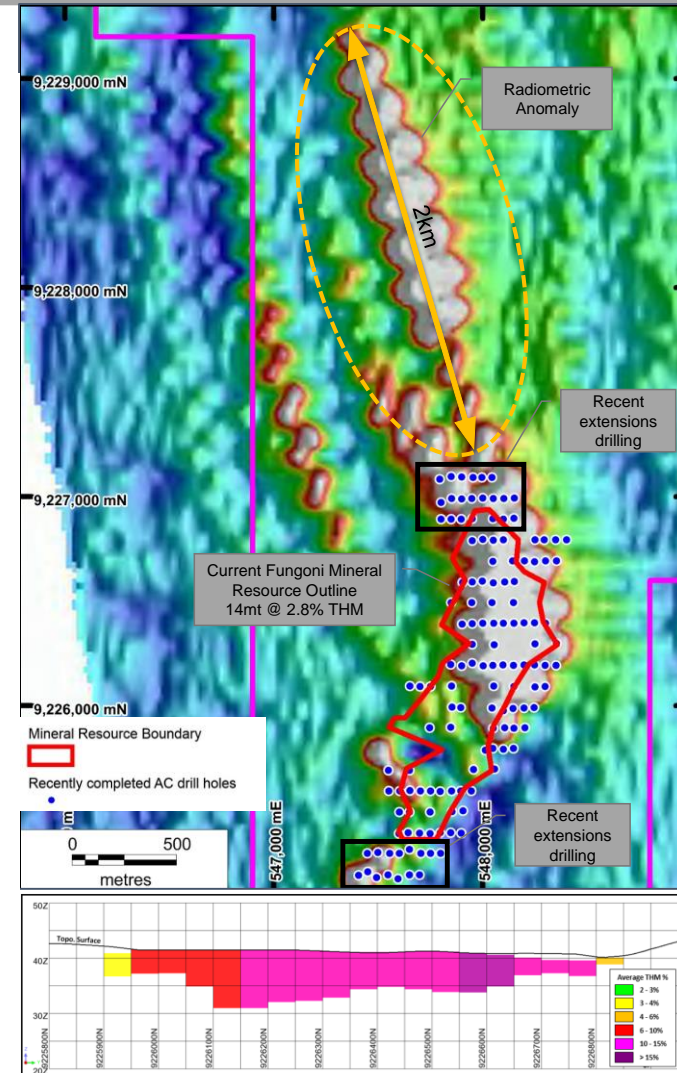 9,229,000 mN
Radiometric
Anomaly
2km
9,228,000 mN
Recent
extensions
drilling
9,227,000 mN
Current Fungoni Mineral
Resource Outline
14mt @ 2.8% THM
9,226,000 mN
Mineral Resource Boundary
Recently completed AC drill holes
0 500
metres
547,000 mE
548,000 mE
Recent
extensions
drilling
50Z
Topo. Surface
40Z
30Z
20Z
9225800N
9225900N
9226000N
9226100N
9226200N
9226300N
9226400N
9226500N
9226600N
9226700N
9226800N
Average THM %
2 - 3%
3 - 4%
4 - 6%
6 - 10%
10 - 15%
> 15%